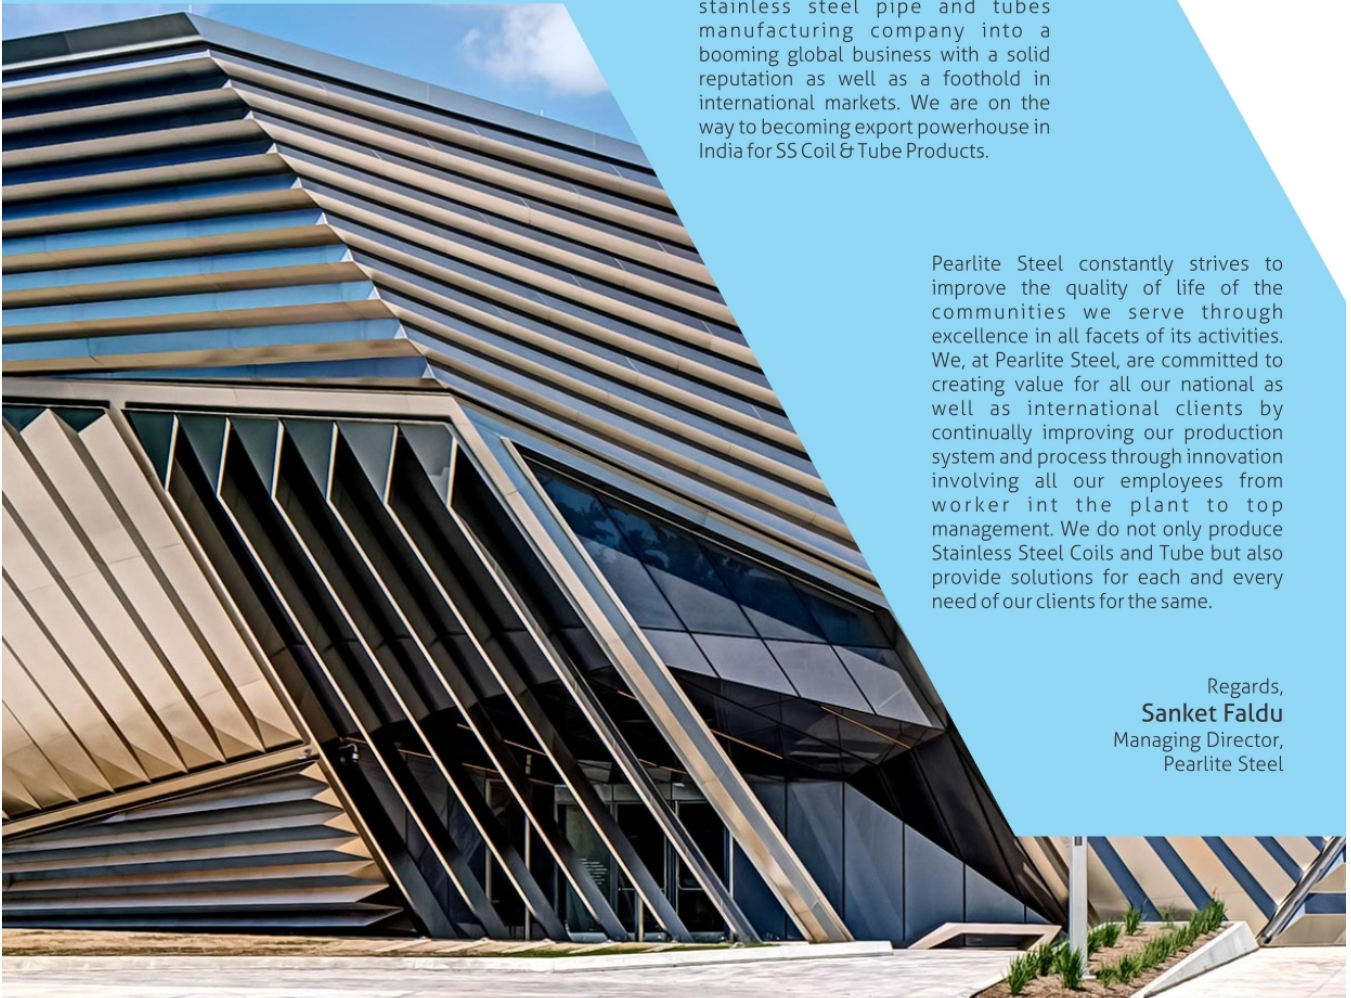 stainless steel pipe and tubes
manufacturing company into a
booming global business with a solid
reputation as well as a foothold in
international markets. We are on the
way to becoming export powerhouse in
India for SS Coil & Tube Products.
Pearlite Steel constantly strives to
improve the quality of life of the
communities we serve through
excellence in all facets of its activities.
We, at Pearlite Steel, are committed to
creating value for all our national as
well as international clients by
continually improving our production
system and process through innovation
involving all our employees from
worker int the plant to top
management. We do not only produce
Stainless Steel Coils and Tube but also
provide solutions for each and every
need of our clients for the same.
Regards,
Sanket Faldu
Managing Director,
Pearlite Steel